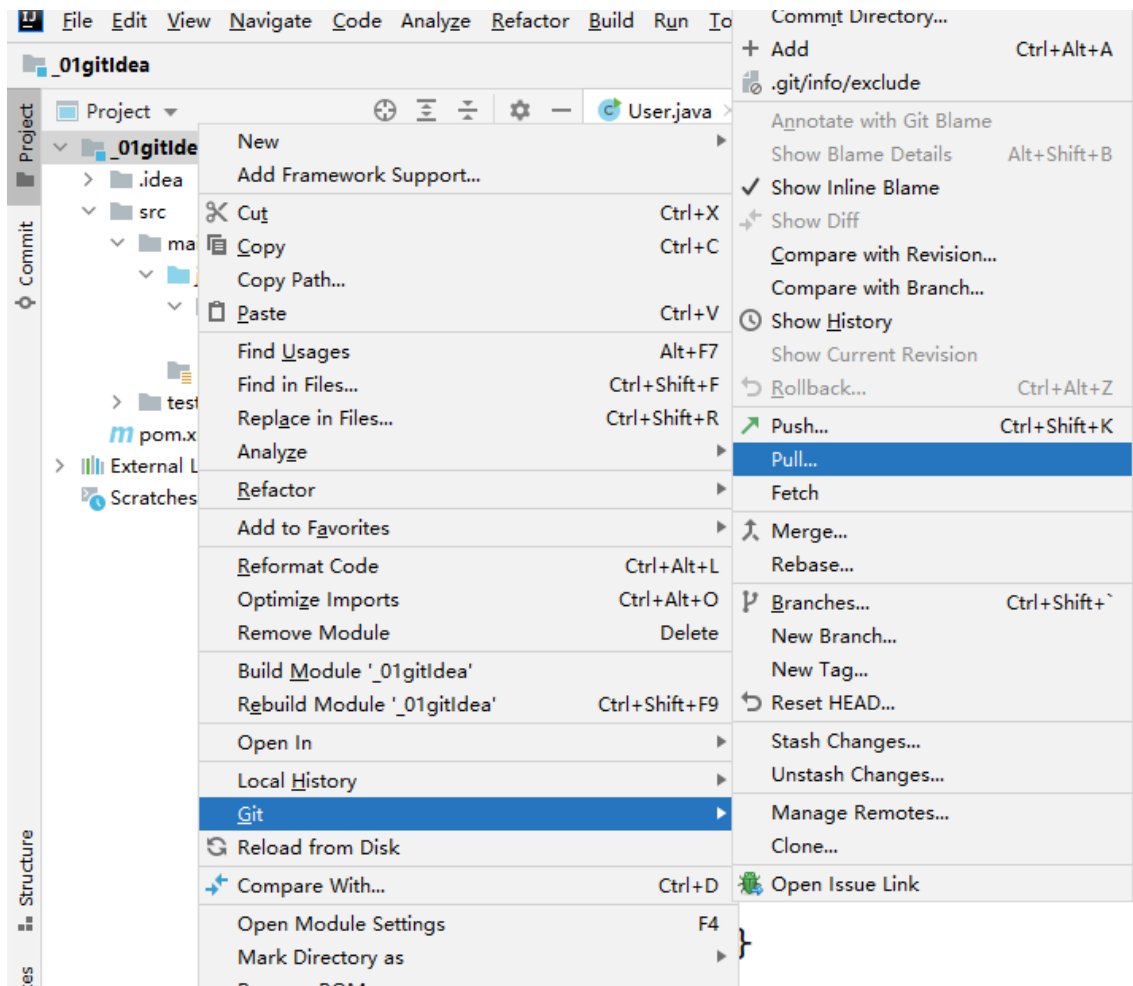 File Edit View Navigate Code Analyze Refactor Build Run To
_01gitIdea
Project
User.java
_01gitIde
.idea
src
mai
test
pom.x
External L
Scratches
Project
Commit
Structure
New
Add Framework Support...
Cut Ctrl+X
Copy Ctrl+C
Copy Path...
Paste Ctrl+V
Find Usages Alt+F7
Find in Files... Ctrl+Shift+F
Replace in Files... Ctrl+Shift+R
Analyze
Refactor
Add to Favorites
Reformat Code Ctrl+Alt+L
Optimize Imports Ctrl+Alt+O
Remove Module Delete
Build Module '_01gitIdea'
Rebuild Module '_01gitIdea' Ctrl+Shift+F9
Open In
Local History
Git
Reload from Disk
Compare With... Ctrl+D
Open Module Settings F4
Mark Directory as
Commit Directory...
Add Ctrl+Alt+A
.git/info/exclude
Annotate with Git Blame
Show Blame Details Alt+Shift+B
Show Inline Blame
Show Diff
Compare with Revision...
Compare with Branch...
Show History
Show Current Revision
Rollback... Ctrl+Alt+Z
Push... Ctrl+Shift+K
Pull...
Fetch
Merge...
Rebase...
Branches... Ctrl+Shift+`
New Branch...
New Tag...
Reset HEAD...
Stash Changes...
Unstash Changes...
Manage Remotes...
Clone...
Open Issue Link
}